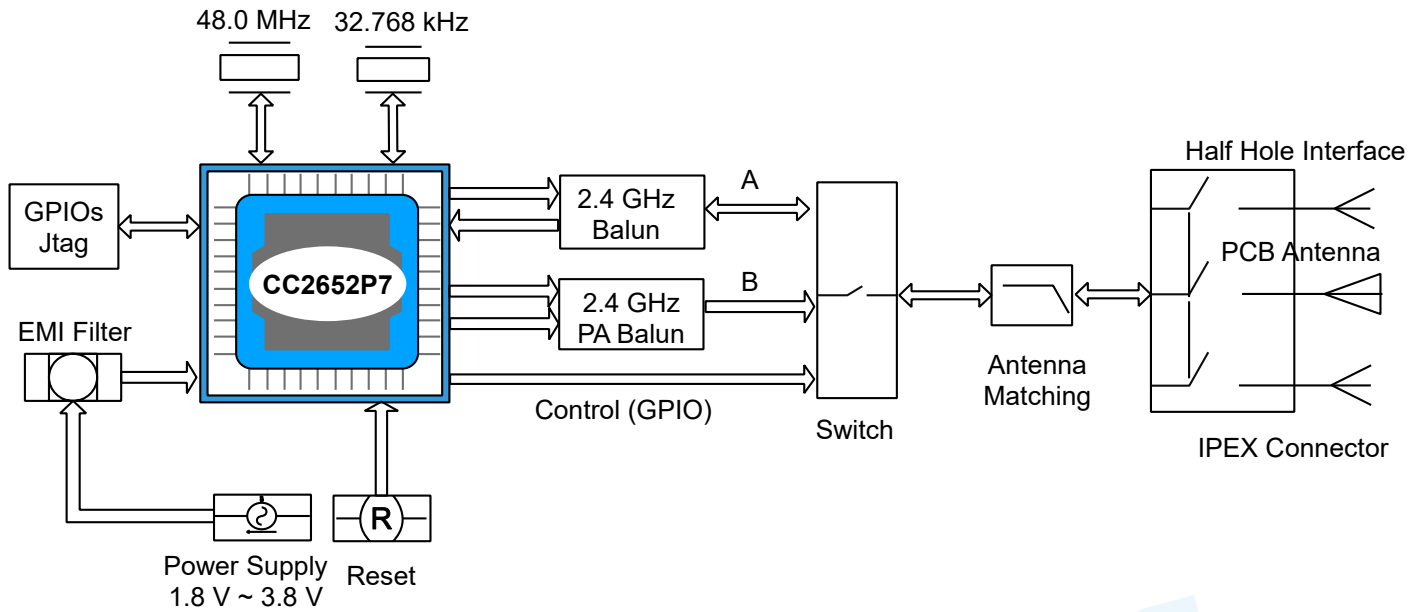 48.0 MHz
32.768 kHz
Half Hole Interface
GPIOs
Jtag
CC2652P7
2.4 GHz
Balun
A
PCB Antenna
2.4 GHz
PA Balun
B
EMI Filter
Antenna
Matching
Control (GPIO)
Switch
IPEX Connector
R
Power Supply
1.8 V ~ 3.8 V
Reset